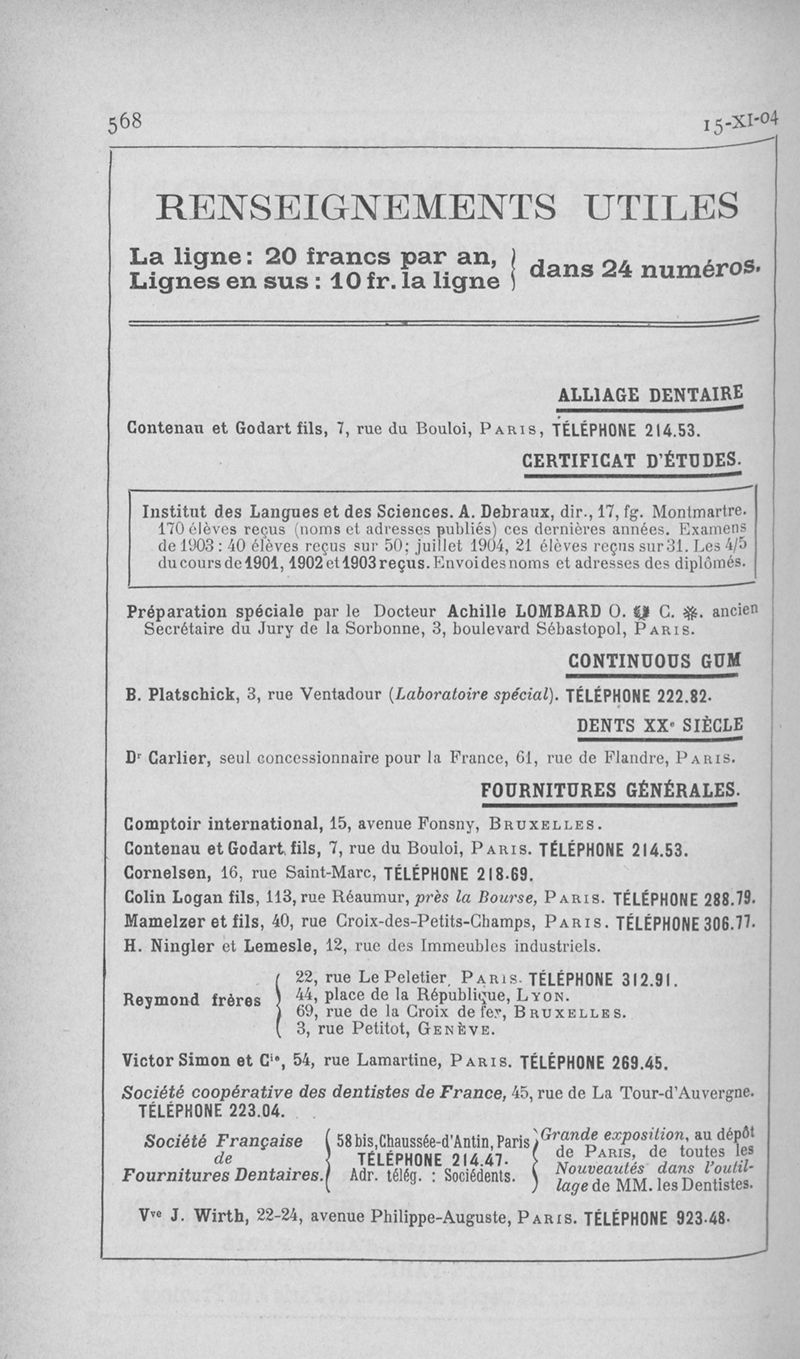 568
15-XI-04
RENSEIGNEMENTS UTILES
La ligne: 20 francs par an, } dans 24 numéros.
Lignes en sus : 10 fr. la ligne
ALLIAGE DENTAIRE
Contenau et Godart fils, 7, rue du Bouloi, PARIS, TÉLÉPHONE 214.53.
CERTIFICAT D'ÉTUDES.
Institut des Langues et des Sciences. A. Debraux, dir., 17, fg. Montmartre.
170 élèves reçus (noms et adresses publiés) ces dernières années. Examens
de 1903 : 40 élèves reçus sur 50; juillet 1904, 21 élèves reçus sur 31. Les 4/5
du cours de 1901, 1902 et 1903 reçus. Envoi des noms et adresses des diplômés.
Préparation spéciale par le Docteur Achille LOMBARD O. C. ancien
Secrétaire du Jury de la Sorbonne, 3, boulevard Sébastopol, PARIS.
CONTINUOUS GUM
B. Platschick, 3, rue Ventadour (Laboratoire spécial). TÉLÉPHONE 222.82.
DENTS XXe SIÈCLE
Dr Carlier, seul concessionnaire pour la France, 61, rue de Flandre, PARIS.
FOURNITURES GÉNÉRALES.
Comptoir international, 15, avenue Fonsny, BRUXELLES.
Contenau et Godart fils, 7, rue du Bouloi, PARIS. TÉLÉPHONE 214.53.
Cornelsen, 16, rue Saint-Marc, TÉLÉPHONE 218.69.
Colin Logan fils, 113, rue Réaumur, près la Bourse, PARIS. TÉLÉPHONE 288.79.
Mamelzer et fils, 40, rue Croix-des-Petits-Champs, PARIS. TÉLÉPHONE 306.77.
H. Ningler et Lemesle, 12, rue des Immeubles industriels.
Reymond frères { 22, rue Le Peletier, PARIS. TÉLÉPHONE 312.91.
44, place de la République, LYON.
69, rue de la Croix de fer, BRUXELLES.
3, rue Petitot, GENÈVE.
Victor Simon et Cie, 54, rue Lamartine, PARIS. TÉLÉPHONE 269.45.
Société coopérative des dentistes de France, 45, rue de La Tour-d'Auvergne.
TÉLÉPHONE 223.04.
Société Française
de
Fournitures Dentaires.
58 bis, Chaussée-d'Antin, Paris
TÉLÉPHONE 214.47.
Adr. télég. : Sociédents.
Grande exposition, au dépôt
de PARIS, de toutes les
Nouveautés dans l'outil-
lage de MM. les Dentistes.
Vve J. Wirth, 22-24, avenue Philippe-Auguste, PARIS. TÉLÉPHONE 923.48.